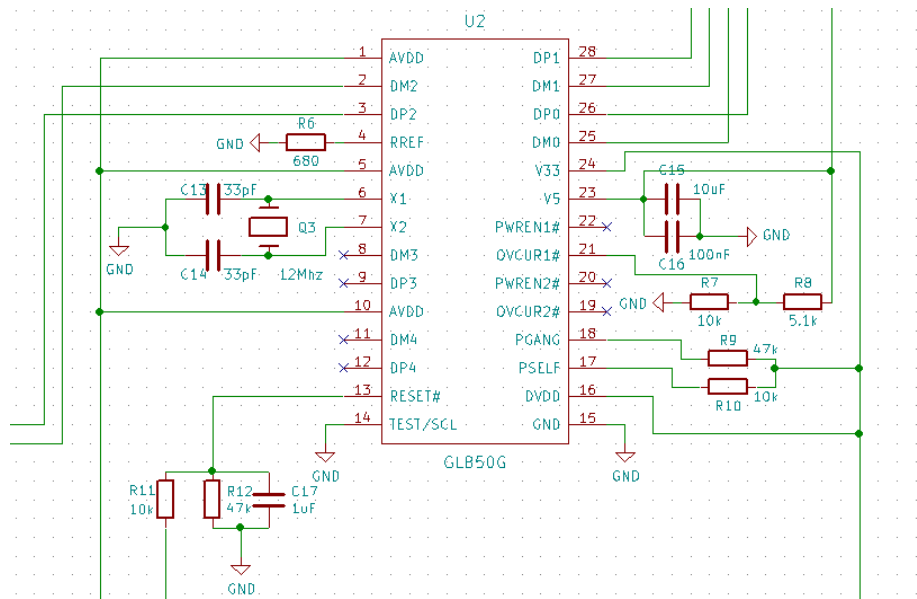 U2
1 AVDD DP1 28
2 DM2 DM1 27
3 DP2 DP0 26
R6
GND 680 4 RREF DM0 25
5 AVDD V33 24
C13 33pF 6 X1 V5 23 C15 10uF
Q3 7 X2 PWREN1# 22 GND
GND C14 33pF 12Mhz 8 DM3 OVCUR1# 21 C16 100nF
9 DP3 PWREN2# 20 R7 R8
GND 10k 5.1k
10 AVDD OVCUR2# 19
11 DM4 PGANG 18 R9 47k
12 DP4 PSELF 17
13 RESET# DVDD 16 R10 10k
14 TEST/SCL GND 15
GND GL850G GND
R11 10k R12 47k C17 1uF
GND